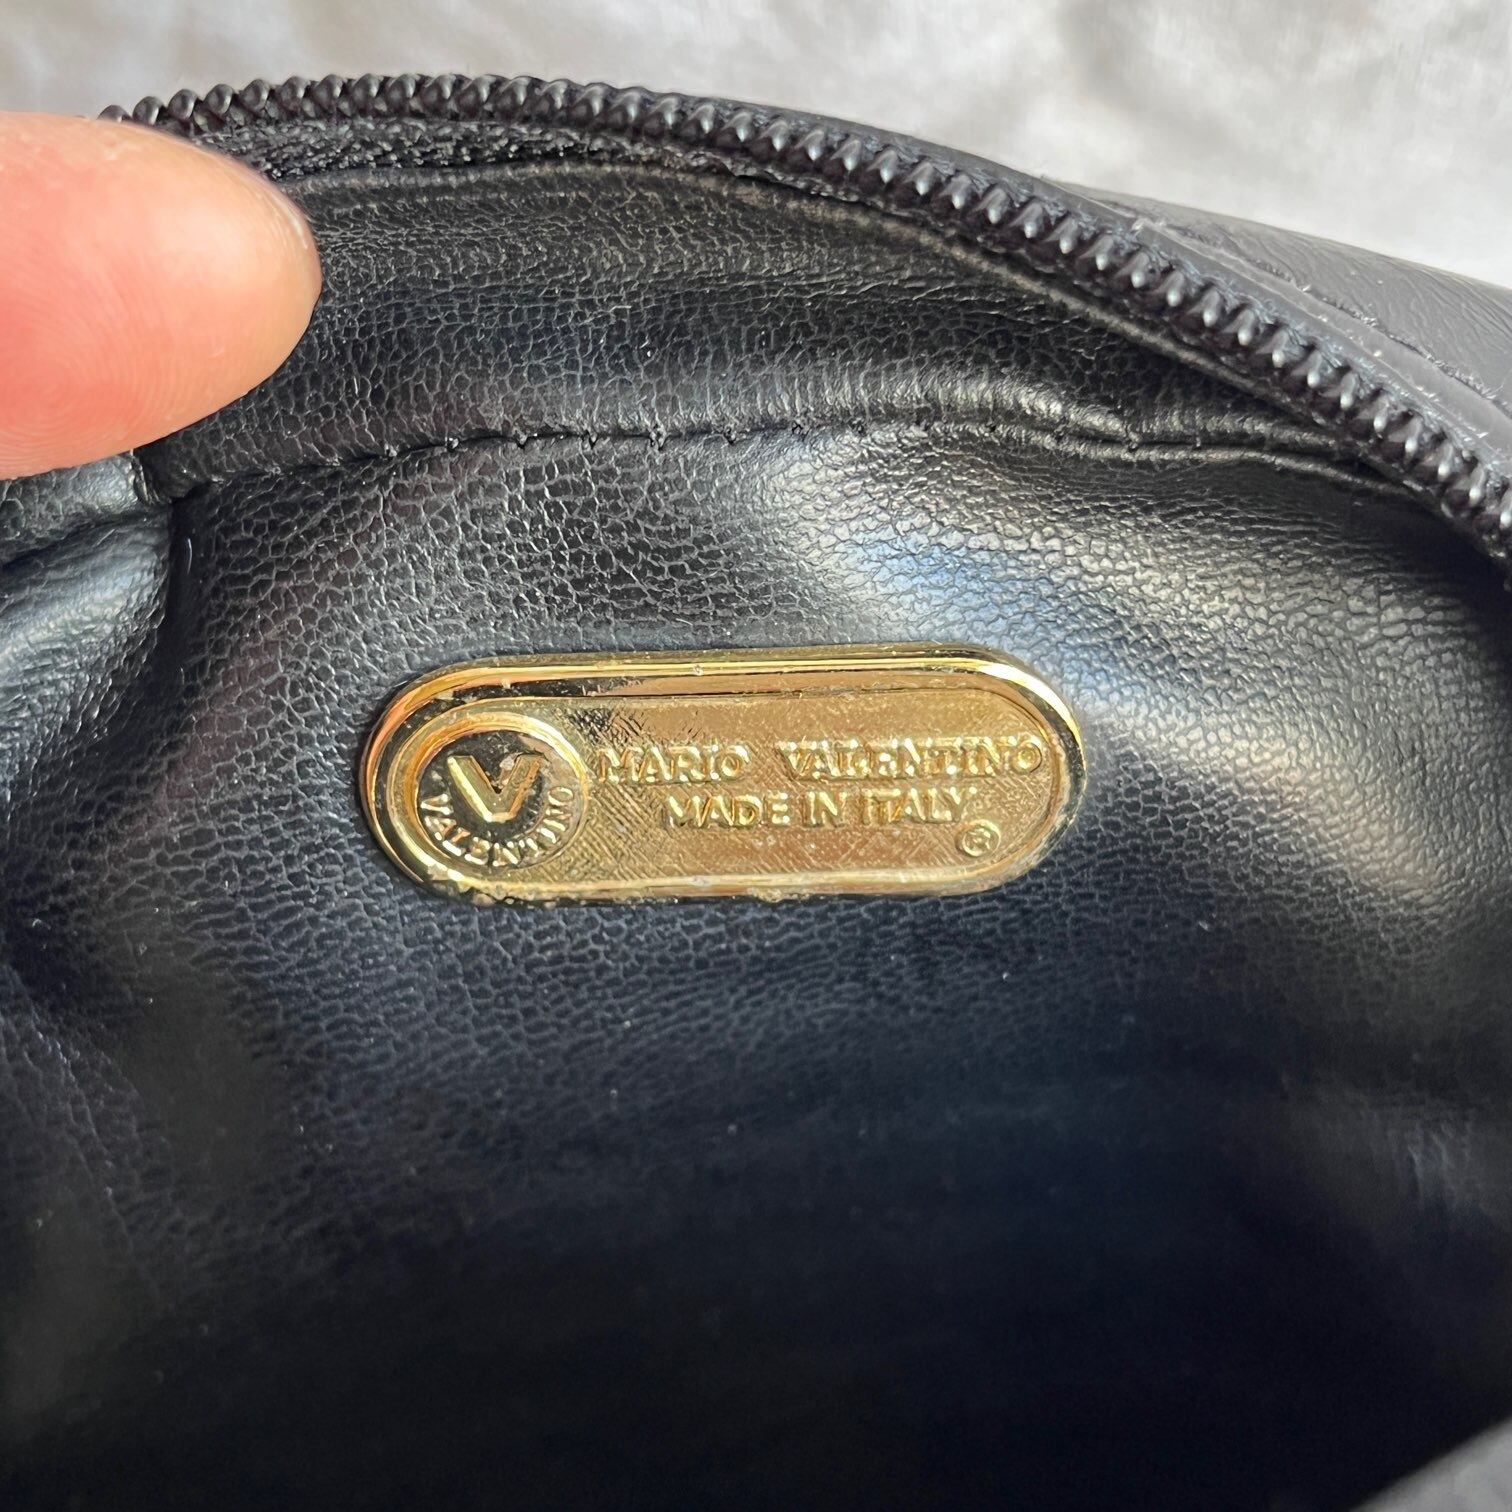 V
VALENTINO
MARIO VALENTINO
MADE IN ITALY
®